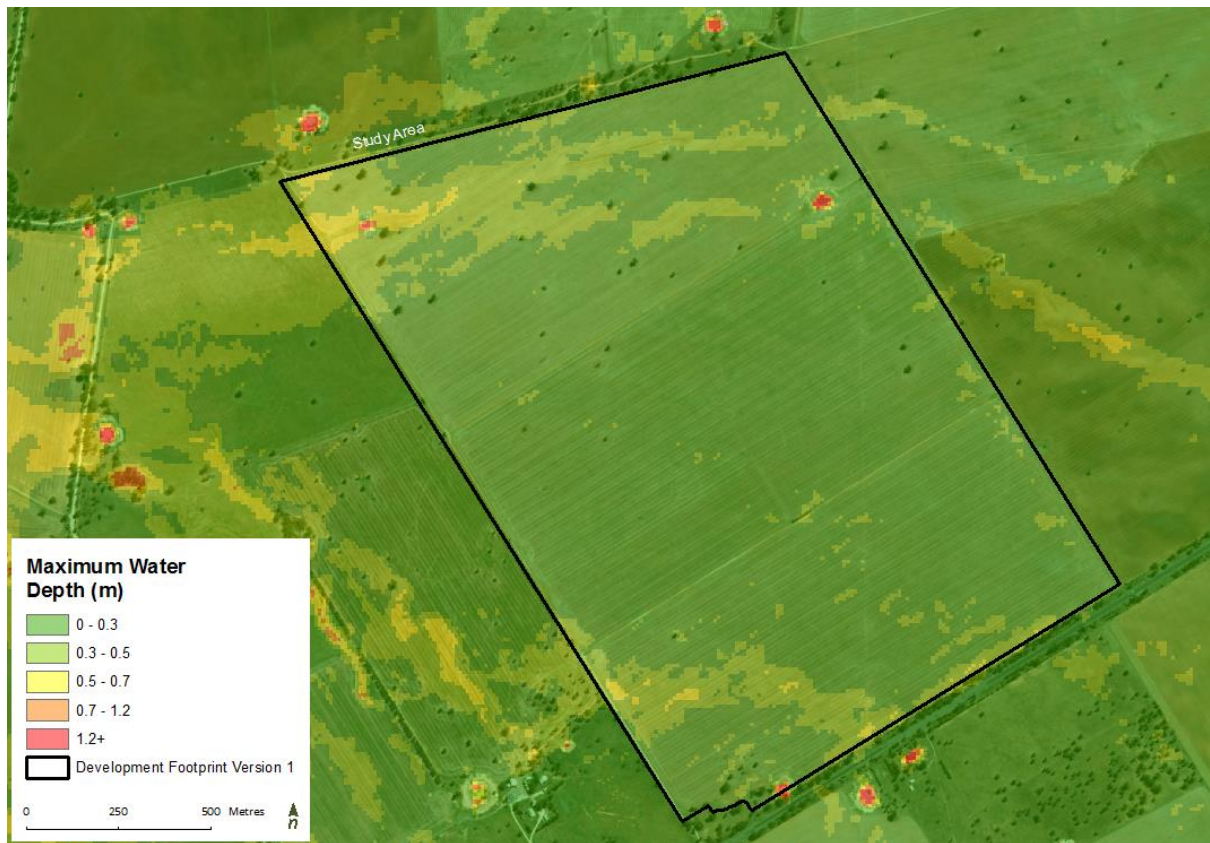 Study Area
Maximum Water
Depth (m)
0 - 0.3
0.3 - 0.5
0.5 - 0.7
0.7 - 1.2
1.2+
Development Footprint Version 1
0 250 500 Metres
n